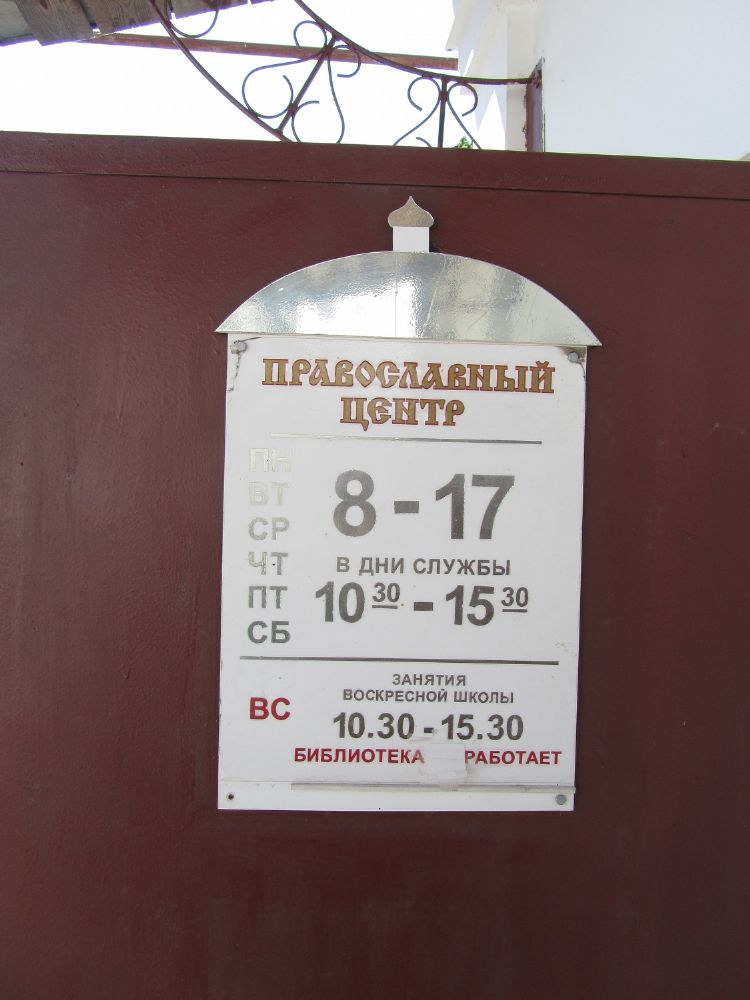 ПРАВОСЛАВНЫЙ
ЦЕНТР
ПН
ВТ
СР
ЧТ
ПТ
СБ
8 - 17
В ДНИ СЛУЖБЫ
10 30 - 15 30
ВС
ЗАНЯТИЯ
ВОСКРЕСНОЙ ШКОЛЫ
10.30 - 15.30
БИБЛИОТЕКА РАБОТАЕТ